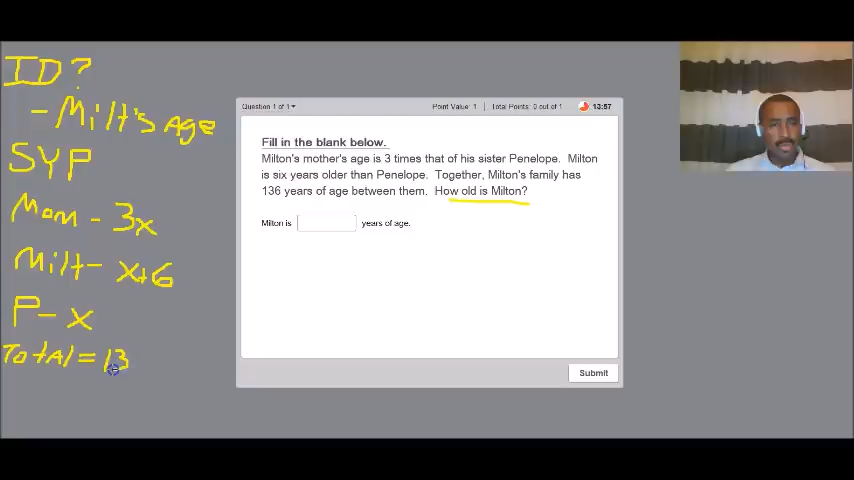 ID?
- Milt's Age
SYP
Mom - 3x
Milt - x+6
P - x
Total = 13
Question 1 of 1
Point Value: 1 | Total Points: 0 out of 1
13:57
Fill in the blank below.
Milton's mother's age is 3 times that of his sister Penelope. Milton
is six years older than Penelope. Together, Milton's family has
136 years of age between them. How old is Milton?
Milton is years of age.
Submit